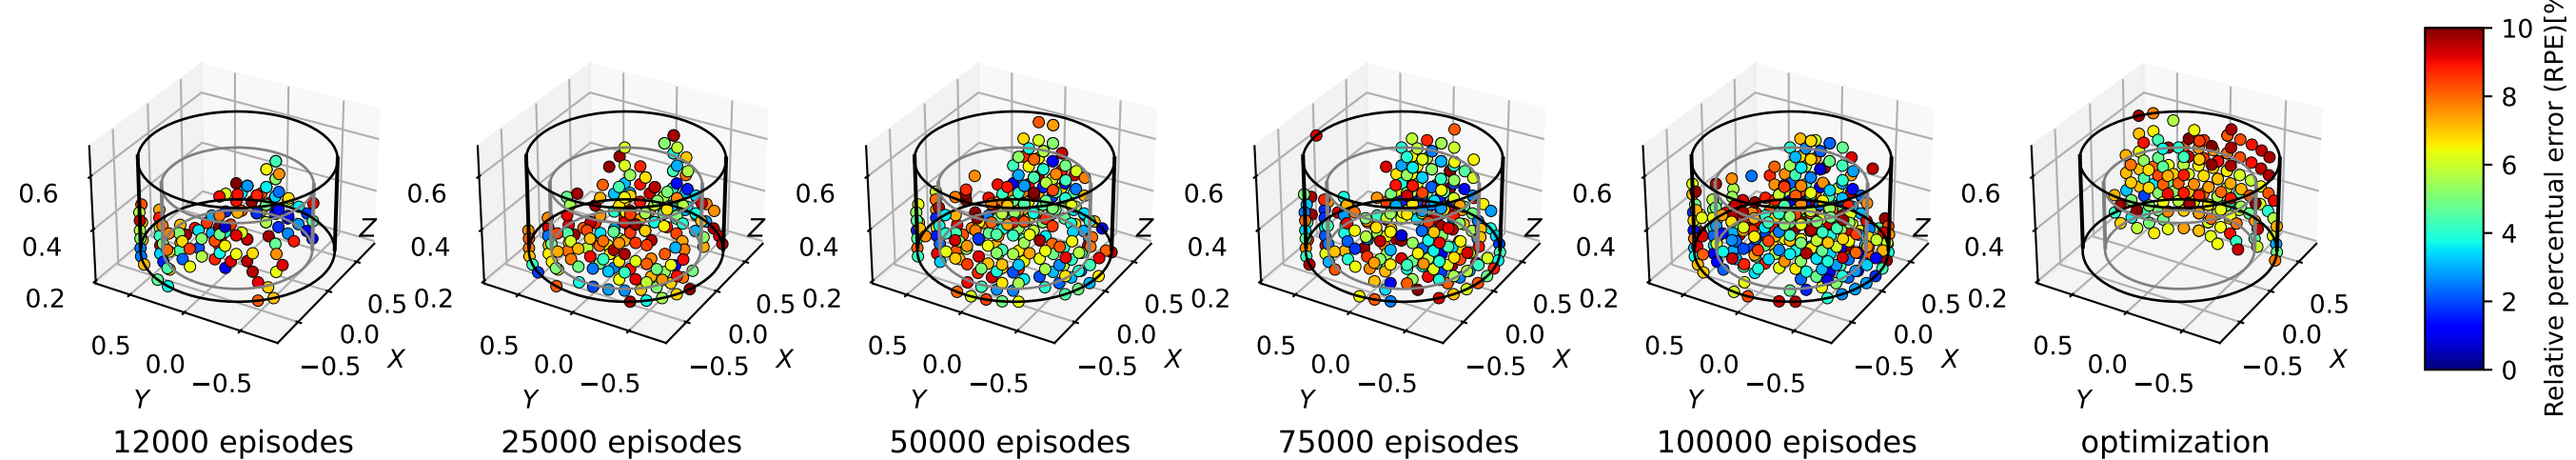 0.6
0.4
0.2
0.5
0.0
−0.5
Y
−0.5
0.0
0.5
X
Z
12000 episodes
0.6
0.4
0.2
0.5
0.0
−0.5
Y
−0.5
0.0
0.5
X
Z
25000 episodes
0.6
0.4
0.2
0.5
0.0
−0.5
Y
−0.5
0.0
0.5
X
Z
50000 episodes
0.6
0.4
0.2
0.5
0.0
−0.5
Y
−0.5
0.0
0.5
X
Z
75000 episodes
0.6
0.4
0.2
0.5
0.0
−0.5
Y
−0.5
0.0
0.5
X
Z
100000 episodes
0.6
0.4
0.2
0.5
0.0
−0.5
Y
−0.5
0.0
0.5
X
optimization
10
8
6
4
2
0
Relative percentual error (RPE)[%